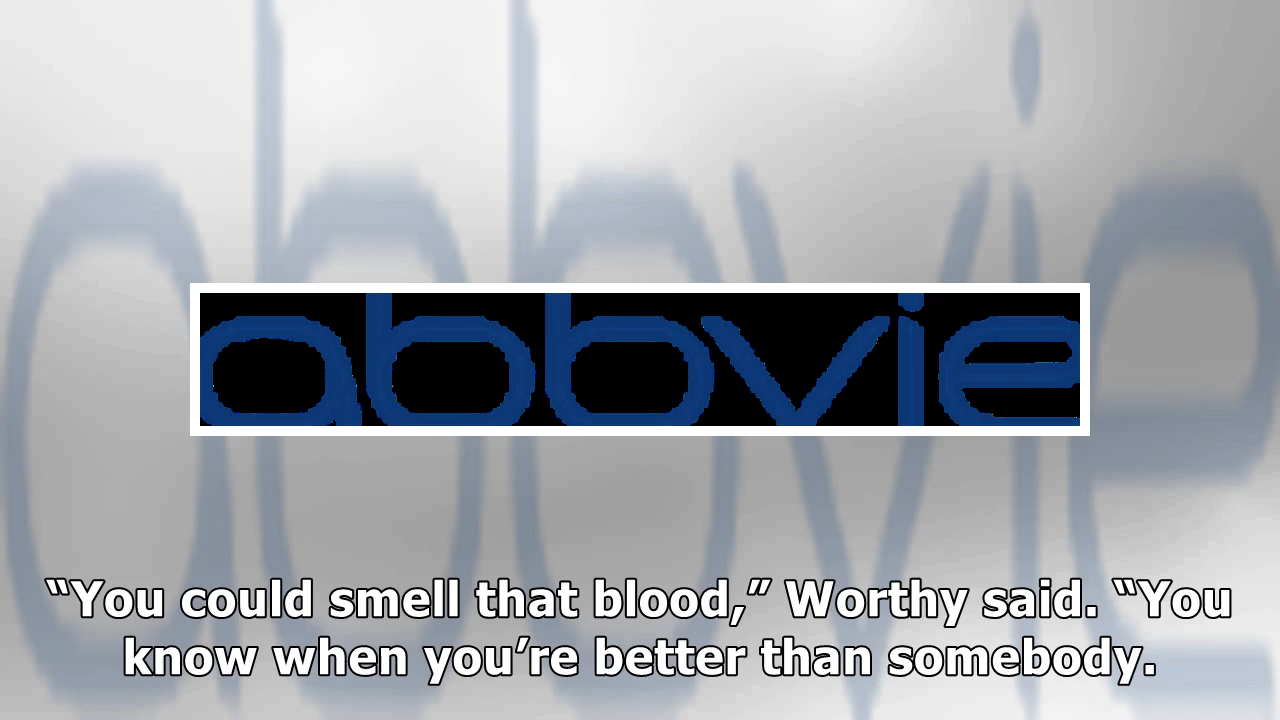 abbvie
“You could smell that blood,” Worthy said. “You
know when you’re better than somebody.